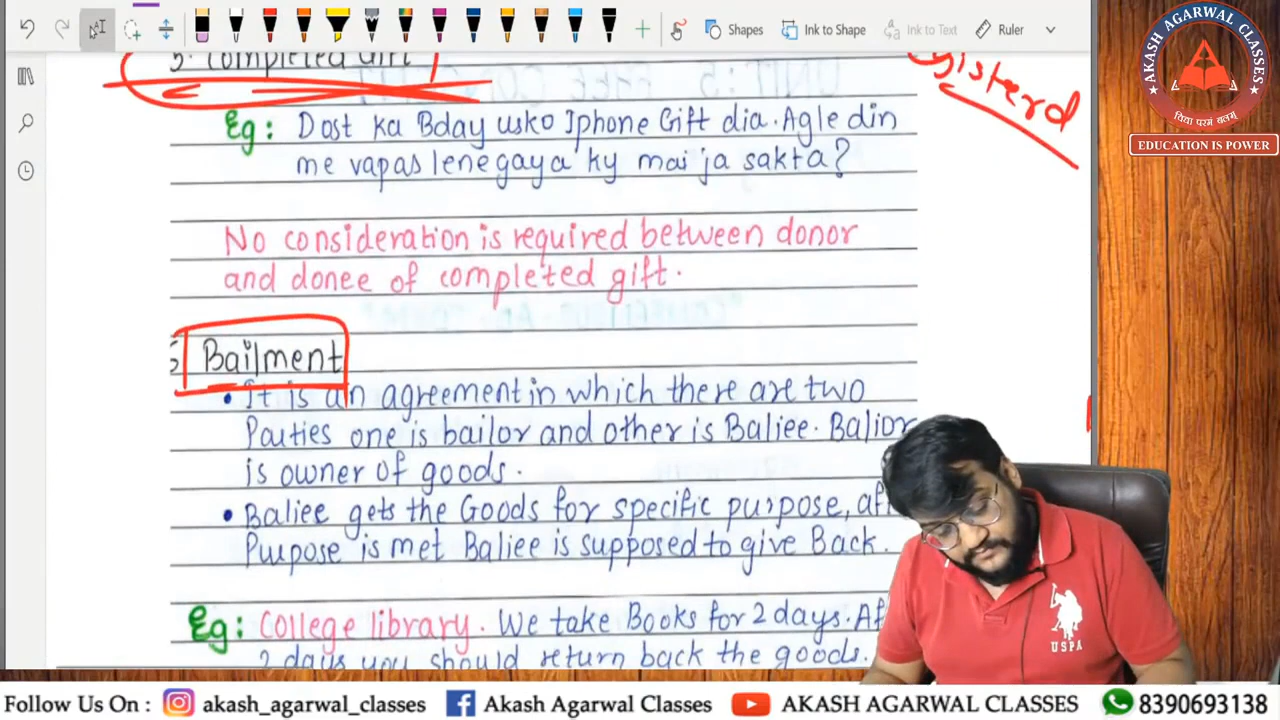 Shapes
Ink to Shape
Ink to Text
Ruler
AKASH AGARWAL CLASSES
विद्या परमं बलम्
EDUCATION IS POWER
5. Completed Gift
Eg: Dost ka Bday usko Iphone Gift dia. Agle din
me vapas lene gaya ky mai ja sakta?
No consideration is required between donor
and donee of completed gift.
Bailment
• It is an agreement in which there are two
Parties one is bailor and other is Baliee. Balior
is owner of goods.
• Baliee gets the Goods for specific purpose,
Purpose is met Baliee is supposed to give Back.
Eg: College library. We take Books for 2 days.
2 days you should return back the goods.
USPA
Follow Us On : akash_agarwal_classes Akash Agarwal Classes AKASH AGARWAL CLASSES 8390693138